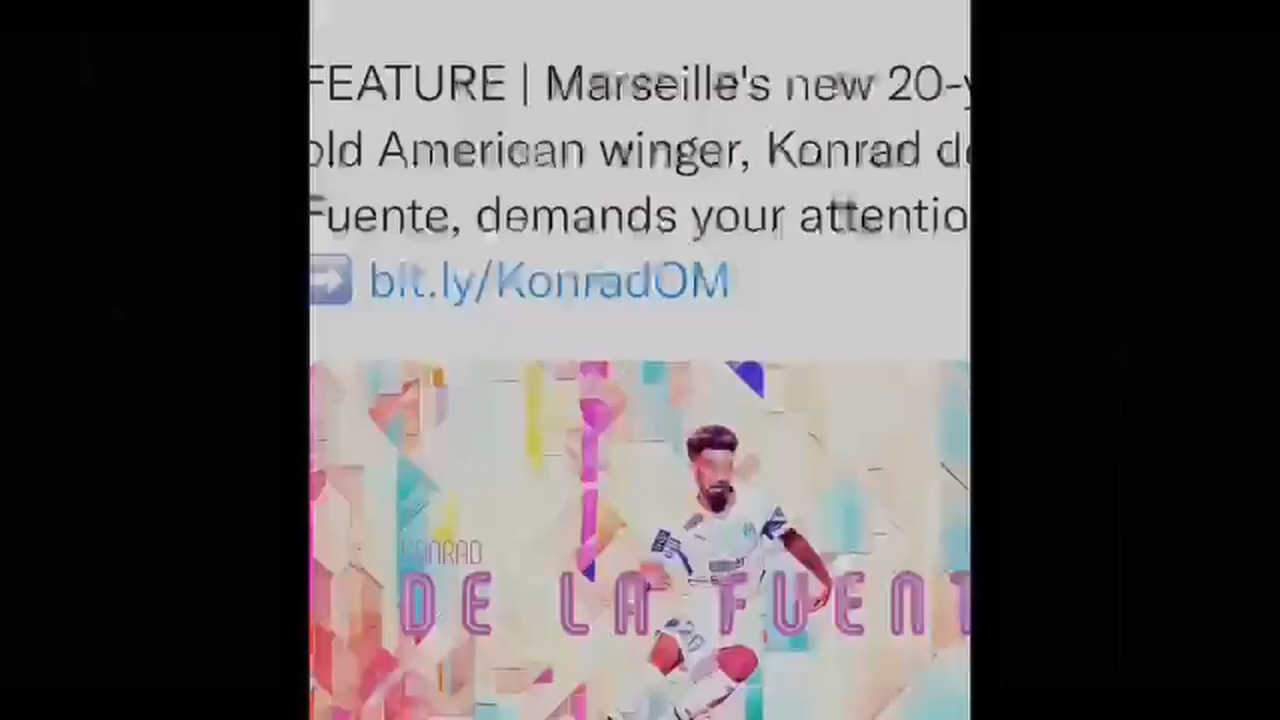 FEATURE | Marseille's new 20-y
old American winger, Konrad de
Fuente, demands your attentio
➡ bit.ly/KonradOM
KONRAD
DE LA FUENT